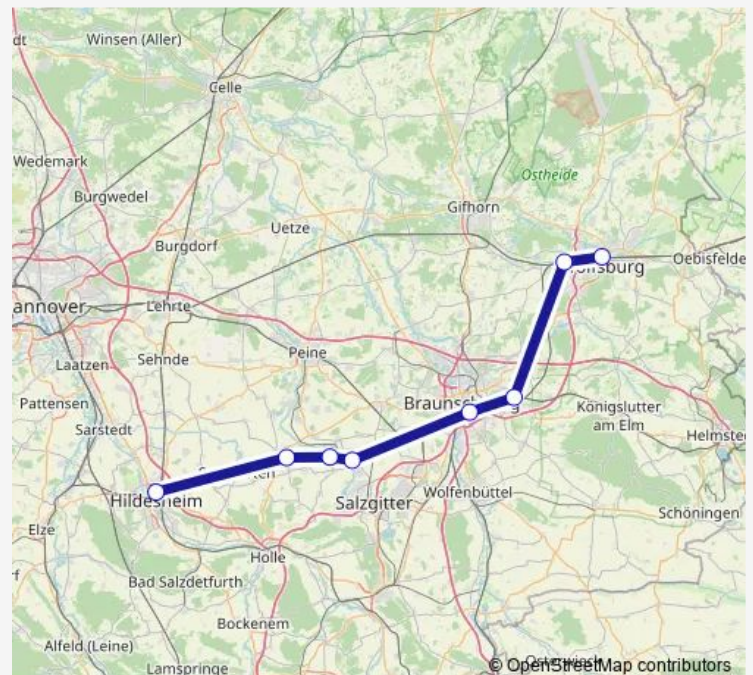 Winsen (Aller)
Celle
Wedemark
Burgwedel
Ostheide
Gifhorn
Uetze
Burgdorf
Oebisfelde
Lehrte
Peine
Laatzen
Sehnde
Pattensen
Königslutter
am Elm
Sarstedt
Helmste
Hildesheim
Salzgitter
Wolfenbüttel
Schöningen
Elze
Holle
Bad Salzdetfurth
Bockenem
Alfeld (Leine)
Lamspringe
© OpenStreetMap contributors